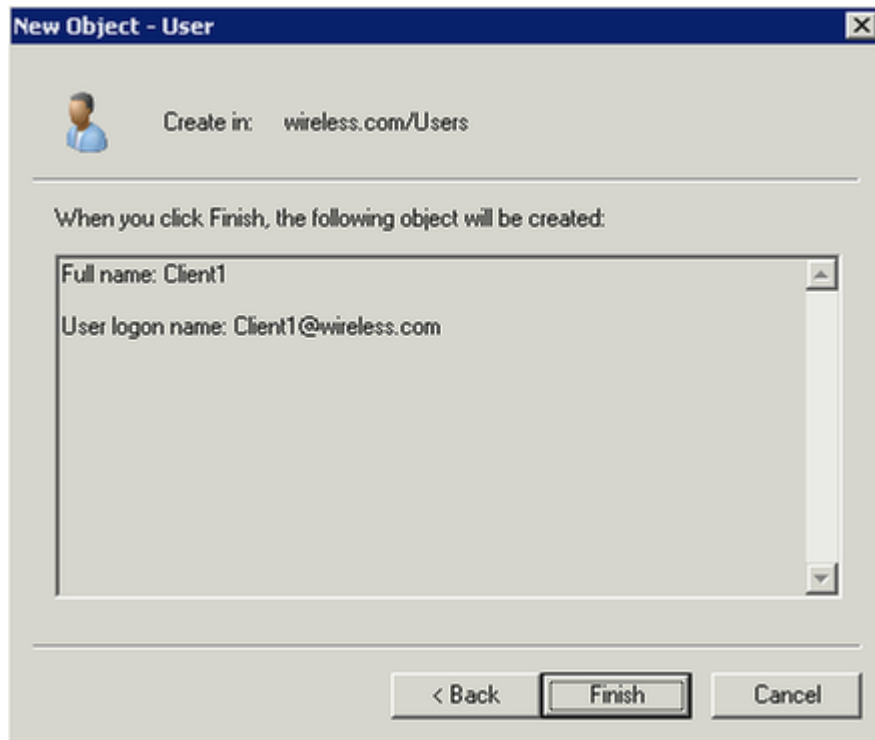 New Object - User
Create in: wireless.com/Users
When you click Finish, the following object will be created:
Full name: Client1
User logon name: Client1@wireless.com
< Back Finish Cancel